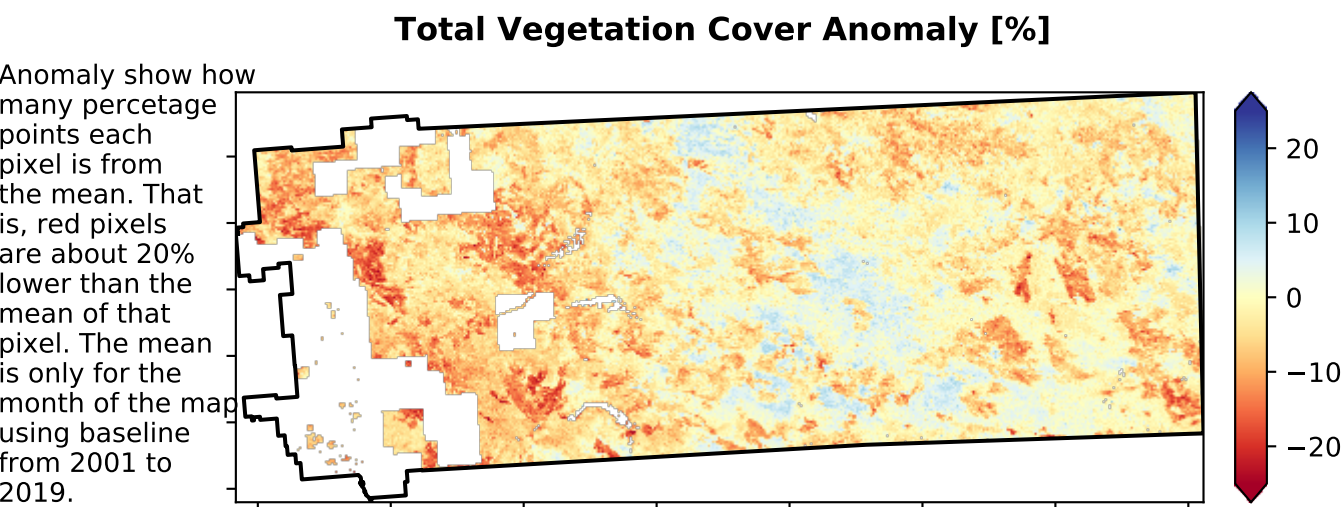 Total Vegetation Cover Anomaly [%]
Anomaly show how
many percetage
points each
pixel is from
the mean. That
is, red pixels
are about 20%
lower than the
mean of that
pixel. The mean
is only for the
month of the map
using baseline
from 2001 to
2019.
20
10
0
−10
−20